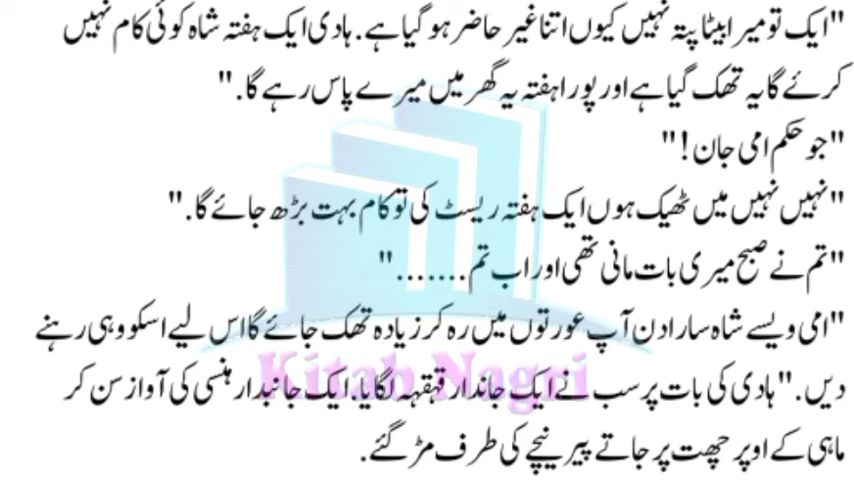 "ایک تو میرا بیٹا پتہ نہیں کیوں اتنا غیر حاضر ہو گیا ہے. ہادی ایک ہفتہ شاہ کوئی کام نہیں
کرئے گا یہ تھک گیا ہے اور پورا ہفتہ یہ گھر میں میرے پاس رہے گا."
"جو حکم امی جان!"
"نہیں نہیں میں ٹھیک ہوں ایک ہفتہ ریسٹ کی تو کام بہت بڑھ جائے گا."
"تم نے صبح میری بات مانی تھی اور اب تم......."
"امی ویسے شاہ سارا دن آپ عورتوں میں رہ کر زیادہ تھک جائے گا اس لیے اسکو وہی رہنے
دیں." ہادی کی بات پر سب نے ایک جاندار قہقہہ لگایا. ایک جانبدار ہنسی کی آواز سن کر
ماہی کے اوپر چھت پر جاتے پیر نیچے کی طرف مڑ گئے.
Kitab Nagri